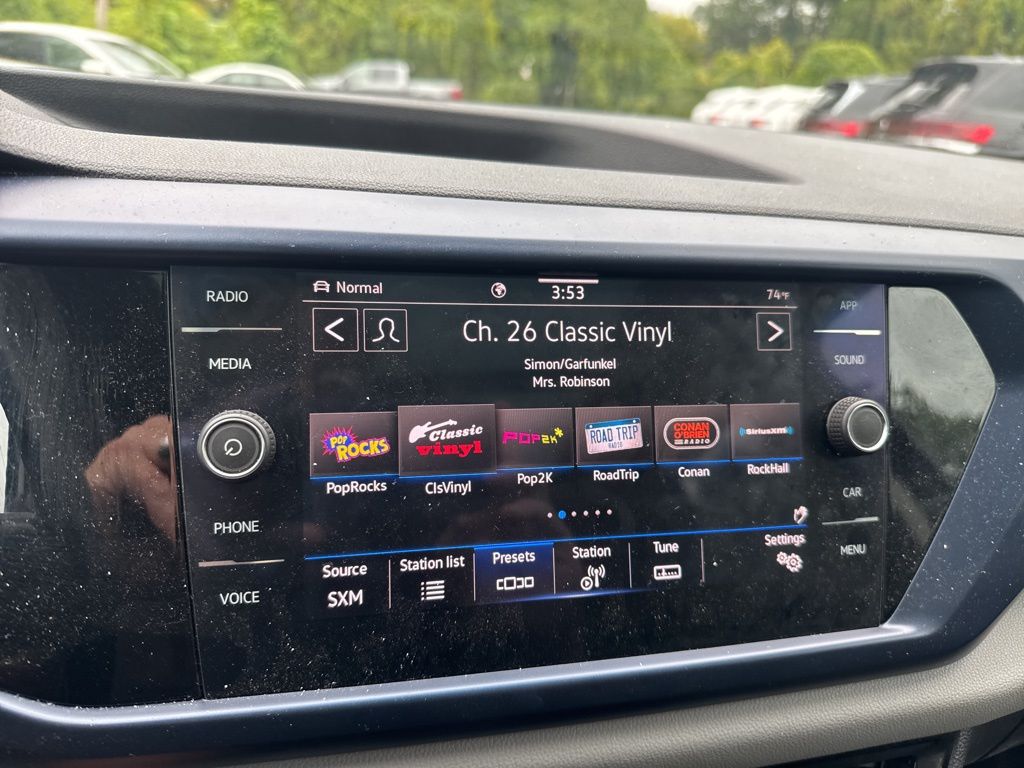 RADIO
MEDIA
PHONE
VOICE
Normal
3:53
74°F
Ch. 26 Classic Vinyl
Simon/Garfunkel
Mrs. Robinson
POP ROCKS
Classic Vinyl
POP2K
ROAD TRIP RADIO
CONAN O'BRIEN RADIO
SiriusXM
PopRocks
ClsVinyl
Pop2K
RoadTrip
Conan
RockHall
Source
SXM
Station list
Presets
Station
Tune
Settings
APP
SOUND
CAR
MENU